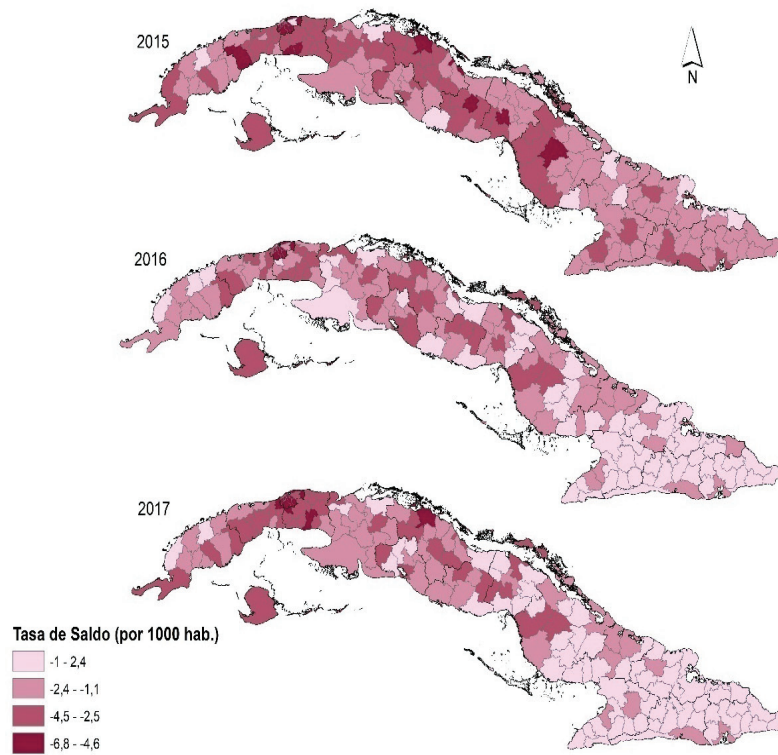 2015
N
2016
2017
Tasa de Saldo (por 1000 hab.)
-1 - 2,4
-2,4 - -1,1
-4,5 - -2,5
-6,8 - -4,6